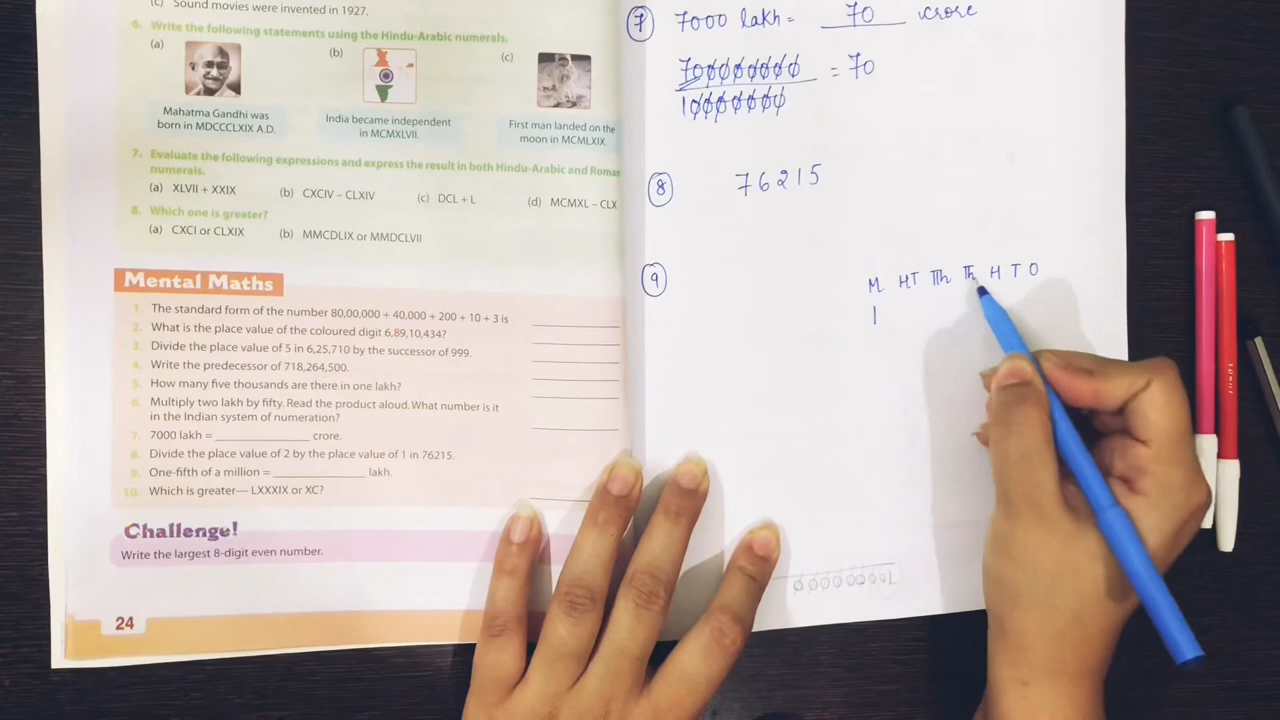 (c) Sound movies were invented in 1927.
6. Write the following statements using the Hindu-Arabic numerals.
(a)
(b)
(c)
Mahatma Gandhi was
born in MDCCCLXIX A.D.
India became independent
in MCMXLVII.
First man landed on the
moon in MCMLXIX.
7. Evaluate the following expressions and express the result in both Hindu-Arabic and Roman
numerals.
(a) XLVII + XXIX (b) CXCIV – CLXIV (c) DCL + L (d) MCMXL – CLX
8. Which one is greater?
(a) CXCI or CLXIX (b) MMCDLIX or MMDCLVII
Mental Maths
1. The standard form of the number 80,00,000 + 40,000 + 200 + 10 + 3 is
2. What is the place value of the coloured digit 6,89,10,434?
3. Divide the place value of 5 in 6,25,710 by the successor of 999.
4. Write the predecessor of 718,264,500.
5. How many five thousands are there in one lakh?
6. Multiply two lakh by fifty. Read the product aloud. What number is it
in the Indian system of numeration?
7. 7000 lakh = ______ crore.
8. Divide the place value of 2 by the place value of 1 in 76215.
9. One-fifth of a million = ______ lakh.
10. Which is greater— LXXXIX or XC?
Challenge!
Write the largest 8-digit even number.
24
7 7000 lakh = 70 crore
700000000 = 70
10000000
8 76215
9
M HT TTh Th H T O
1